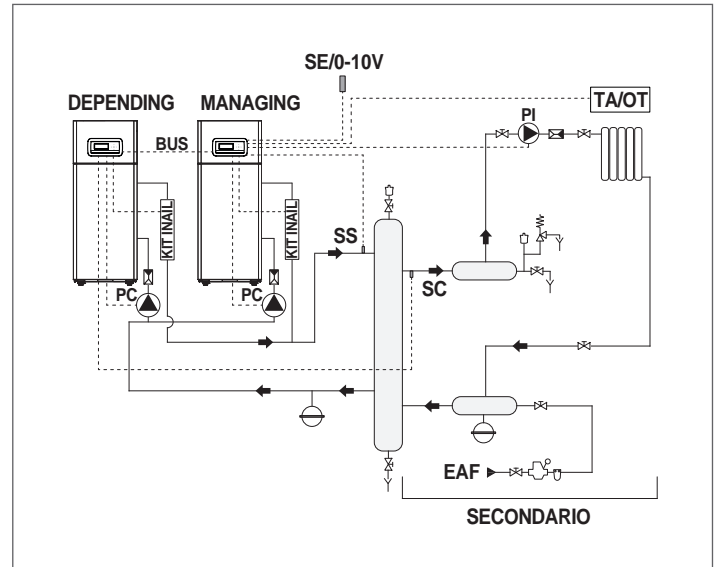 SE/0-10V
DEPENDING
MANAGING
TA/OT
PI
BUS
KIT INAIL
KIT INAIL
SS
SC
PC
PC
EAF
SECONDARIO